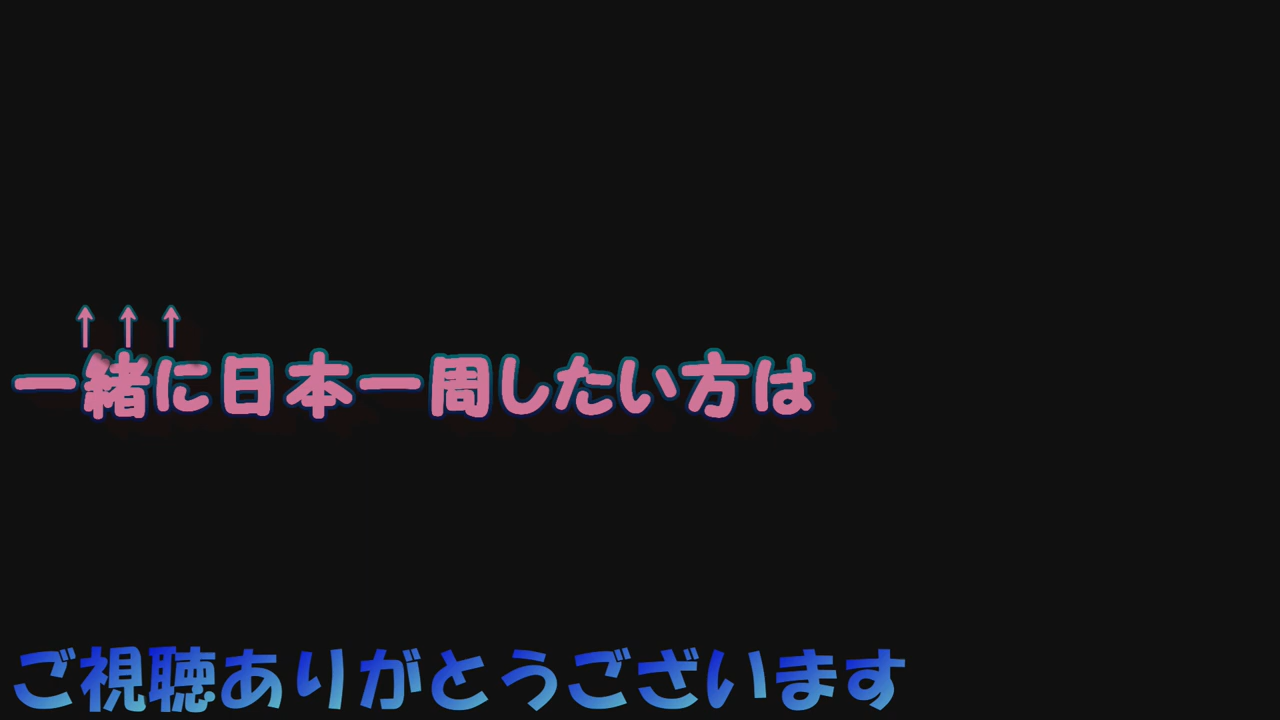 ↑ ↑ ↑
一緒に日本一周したい方は
ご視聴ありがとうございます